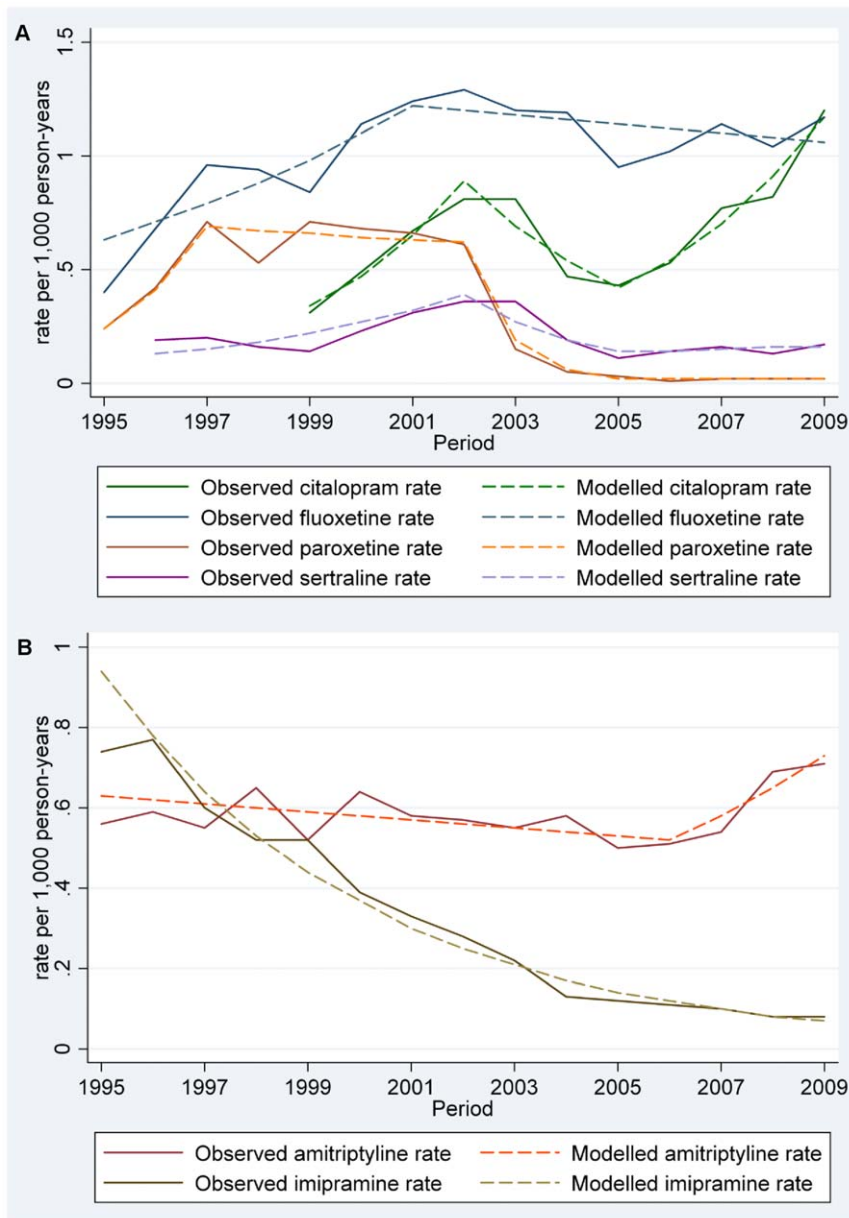 A
rate per 1,000 person-years
1.5
1
.5
0
1995 1997 1999 2001 2003 2005 2007 2009
Period
Observed citalopram rate Modelled citalopram rate
Observed fluoxetine rate Modelled fluoxetine rate
Observed paroxetine rate Modelled paroxetine rate
Observed sertraline rate Modelled sertraline rate
B
rate per 1,000 person-years
1
.8
.6
.4
.2
0
1995 1997 1999 2001 2003 2005 2007 2009
Period
Observed amitriptyline rate Modelled amitriptyline rate
Observed imipramine rate Modelled imipramine rate